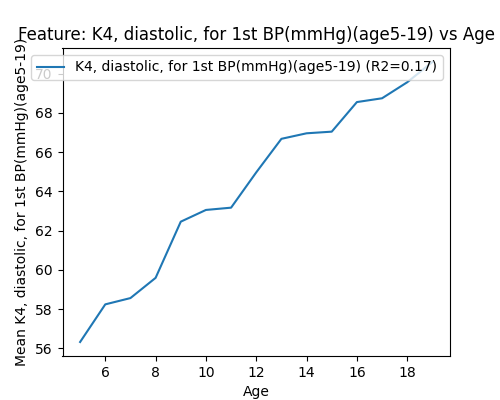 Feature: K4, diastolic, for 1st BP(mmHg)(age5-19) vs Age
K4, diastolic, for 1st BP(mmHg)(age5-19) (R2=0.17)
Mean K4, diastolic, for 1st BP(mmHg)(age5-19)
70
68
66
64
62
60
58
56
6 8 10 12 14 16 18
Age